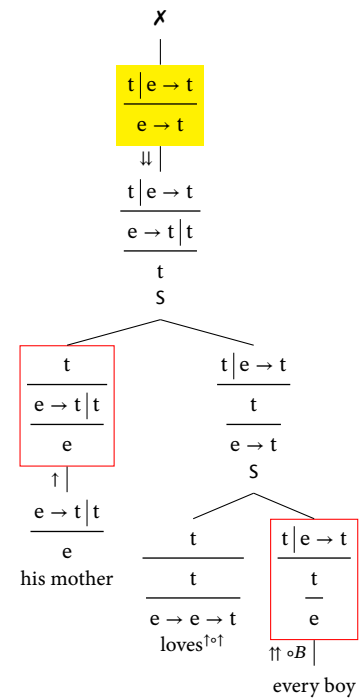 ✗
t | e → t
e → t
⇊
t | e → t
e → t | t
t
S
t
e → t | t
e
t | e → t
t
e → t
S
↑
e → t | t
e
his mother
t
t
e → e → t
loves↑∘↑
t | e → t
t
e
⇈ ∘B
every boy